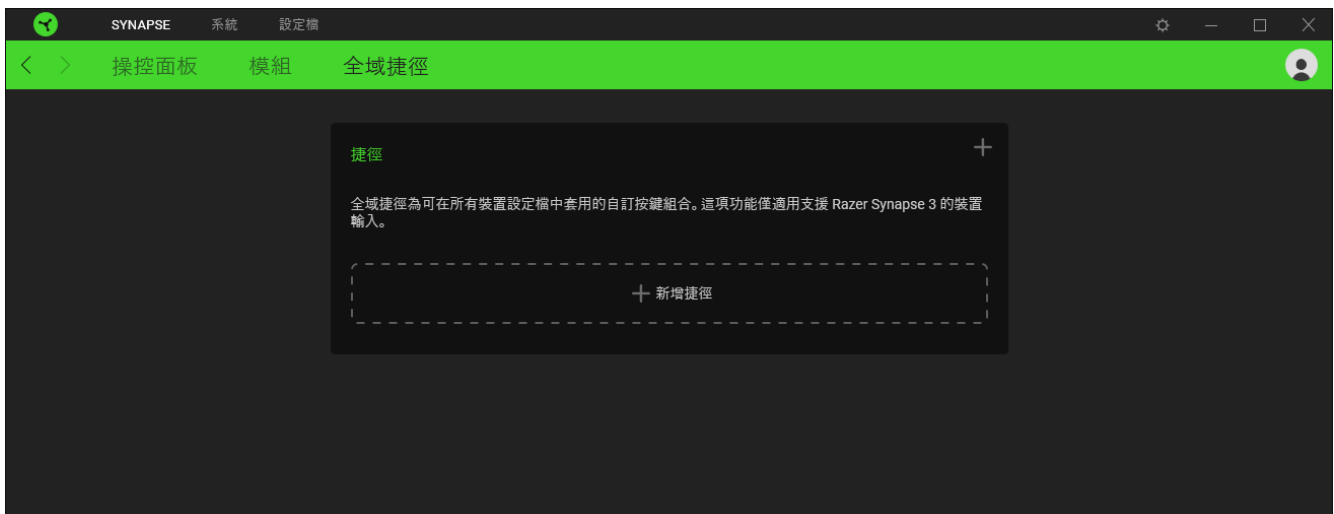 SYNAPSE 系統 設定檔
操控面板 模組 全域捷徑
捷徑
全域捷徑為可在所有裝置設定檔中套用的自訂按鍵組合。這項功能僅適用支援 Razer Synapse 3 的裝置
輸入。
新增捷徑